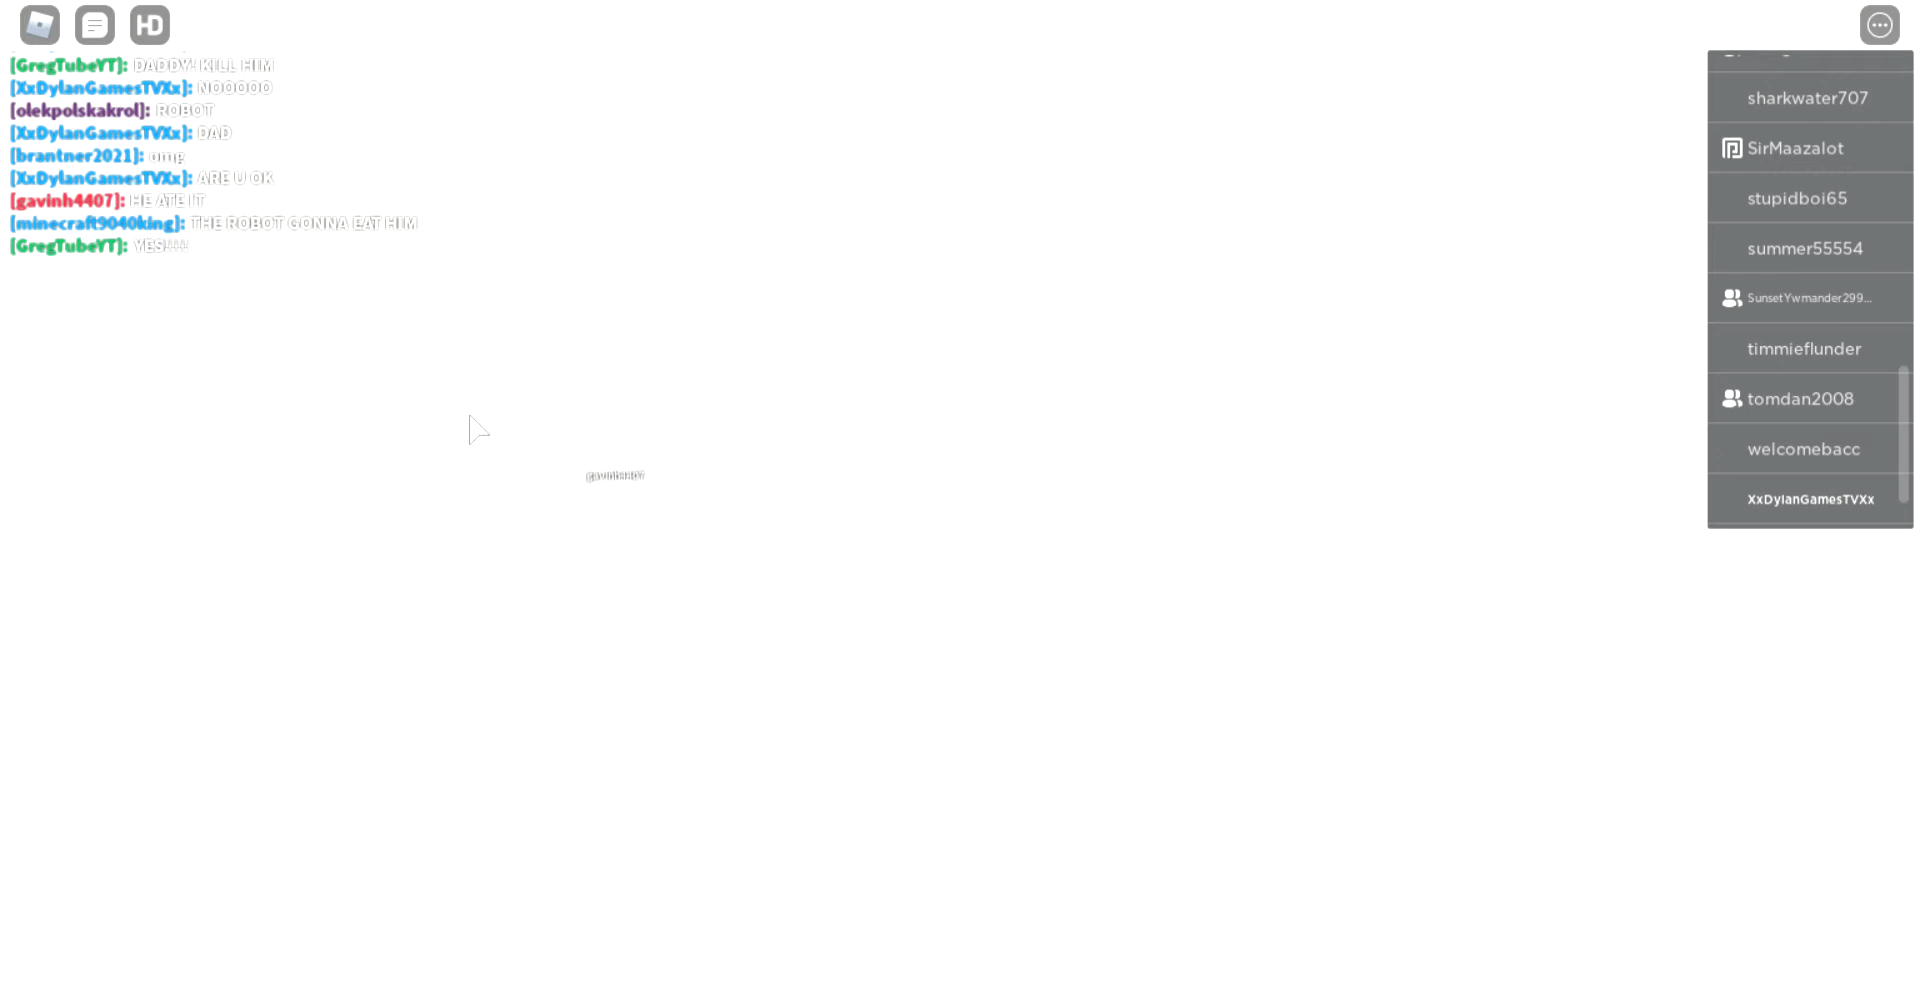 HD
[GregTubeYT]: DADDY! KILL HIM
[XxDylanGamesTVXx]: NOOOOO
[olekpolskakrol]: ROBOT
[XxDylanGamesTVXx]: DAD
[brantner2021]: omg
[XxDylanGamesTVXx]: ARE U OK
[gavinh4407]: HE ATE IT
[minecraft9040king]: THE ROBOT GONNA EAT HIM
[GregTubeYT]: YES!!!!
gavinh4407
sharkwater707
SirMaazalot
stupidboi65
summer55554
SunsetYwmander299...
timmieflunder
tomdan2008
welcomebacc
XxDylanGamesTVXx